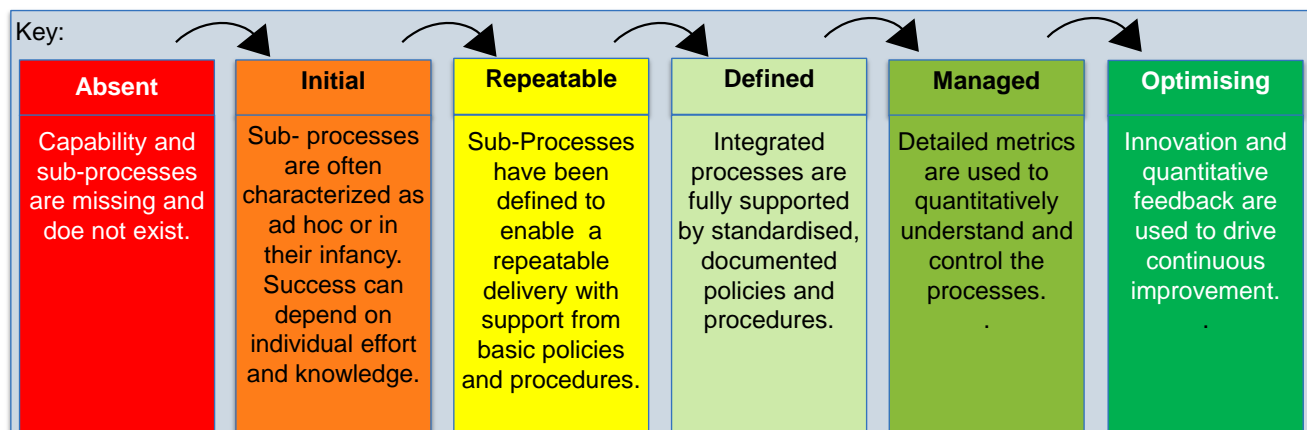 Key:
Absent
Capability and
sub-processes
are missing and
doe not exist.
Initial
Sub- processes
are often
characterized as
ad hoc or in
their infancy.
Success can
depend on
individual effort
and knowledge.
Repeatable
Sub-Processes
have been
defined to
enable a
repeatable
delivery with
support from
basic policies
and procedures.
Defined
Integrated
processes are
fully supported
by standardised,
documented
policies and
procedures.
Managed
Detailed metrics
are used to
quantitatively
understand and
control the
processes.
.
Optimising
Innovation and
quantitative
feedback are
used to drive
continuous
improvement.
.